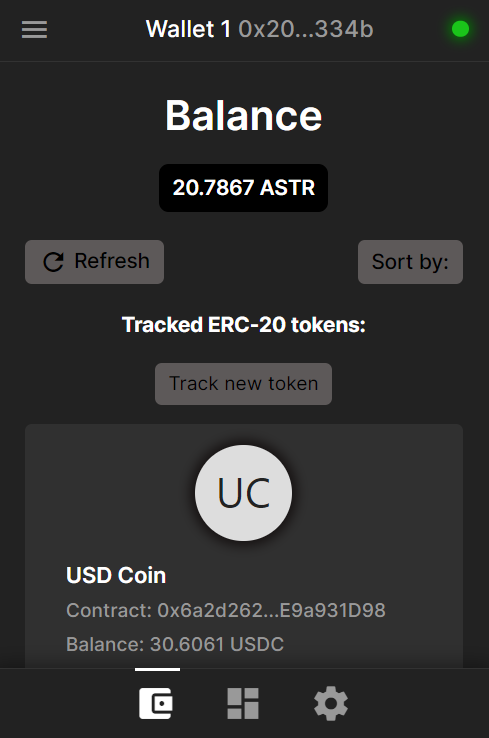 Wallet 1 0x20...334b
Balance
20.7867 ASTR
Refresh
Sort by:
Tracked ERC-20 tokens:
Track new token
UC
USD Coin
Contract: 0x6a2d262...E9a931D98
Balance: 30.6061 USDC